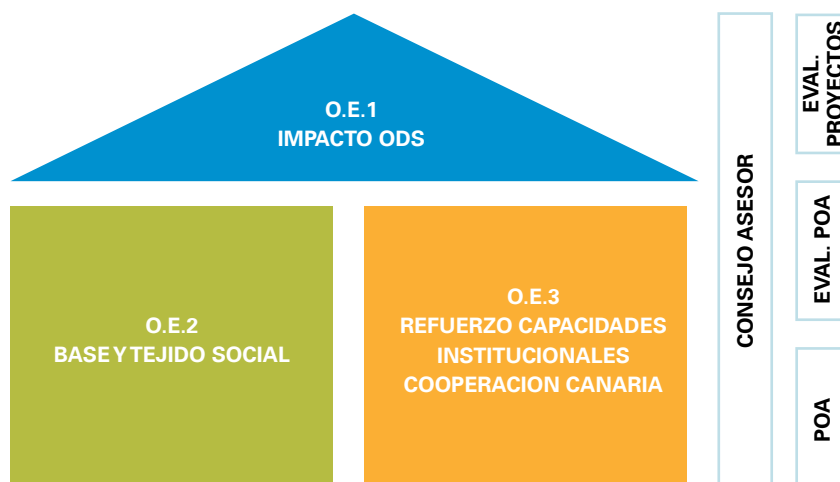 O.E.1
IMPACTO ODS
O.E.2
BASE Y TEJIDO SOCIAL
O.E.3
REFUERZO CAPACIDADES
INSTITUCIONALES
COOPERACION CANARIA
CONSEJO ASESOR
EVAL.
PROYECTOS
EVAL. POA
POA